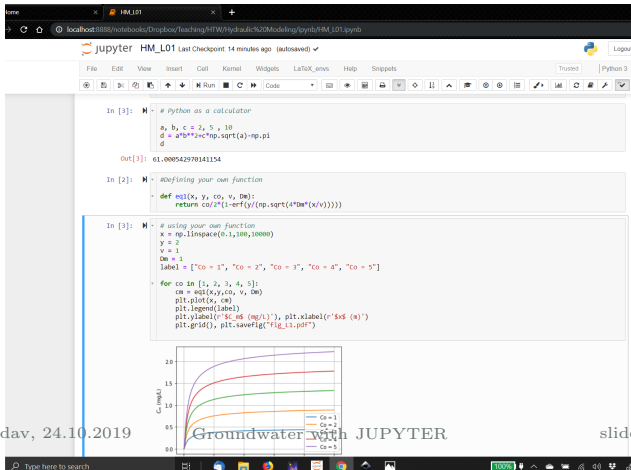 Home × HM_L01 × +
localhost:8888/notebooks/Dropbox/Teaching/HTW/Hydraulic%20Modeling/ipynb/HM_L01.ipynb
jupyter HM_L01 Last Checkpoint: 14 minutes ago (autosaved)
Logou
File Edit View Insert Cell Kernel Widgets LaTeX_envs Help Snippets Trusted Python 3
Run Code
In [3]: # Python as a calculator
a, b, c = 2, 5 , 10
d = a*b**2+c*np.sqrt(a)-np.pi
d
Out[3]: 61.000542970141154
In [2]: #Defining your own function
def eq1(x, y, co, v, Dm):
return co/2*(1-erf(y/(np.sqrt(4*Dm*(x/v)))))
In [3]: # using your own function
x = np.linspace(0.1,100,10000)
y = 2
v = 1
Dm = 1
label = ["Co = 1", "Co = 2", "Co = 3", "Co = 4", "Co = 5"]
for co in [1, 2, 3, 4, 5]:
cm = eq1(x,y,co, v, Dm)
plt.plot(x, cm)
plt.legend(label)
plt.ylabel(r'$C_m$ (mg/L)'), plt.xlabel(r'$x$ (m)')
plt.grid(), plt.savefig("fig_L1.pdf")
2.0
1.5
1.0
0.5
0.0
Cₘ (mg/L)
Co = 1
Co = 2
Co = 3
Co = 4
Co = 5
day, 24.10.2019 Groundwater with JUPYTER slid
Type here to search 100%